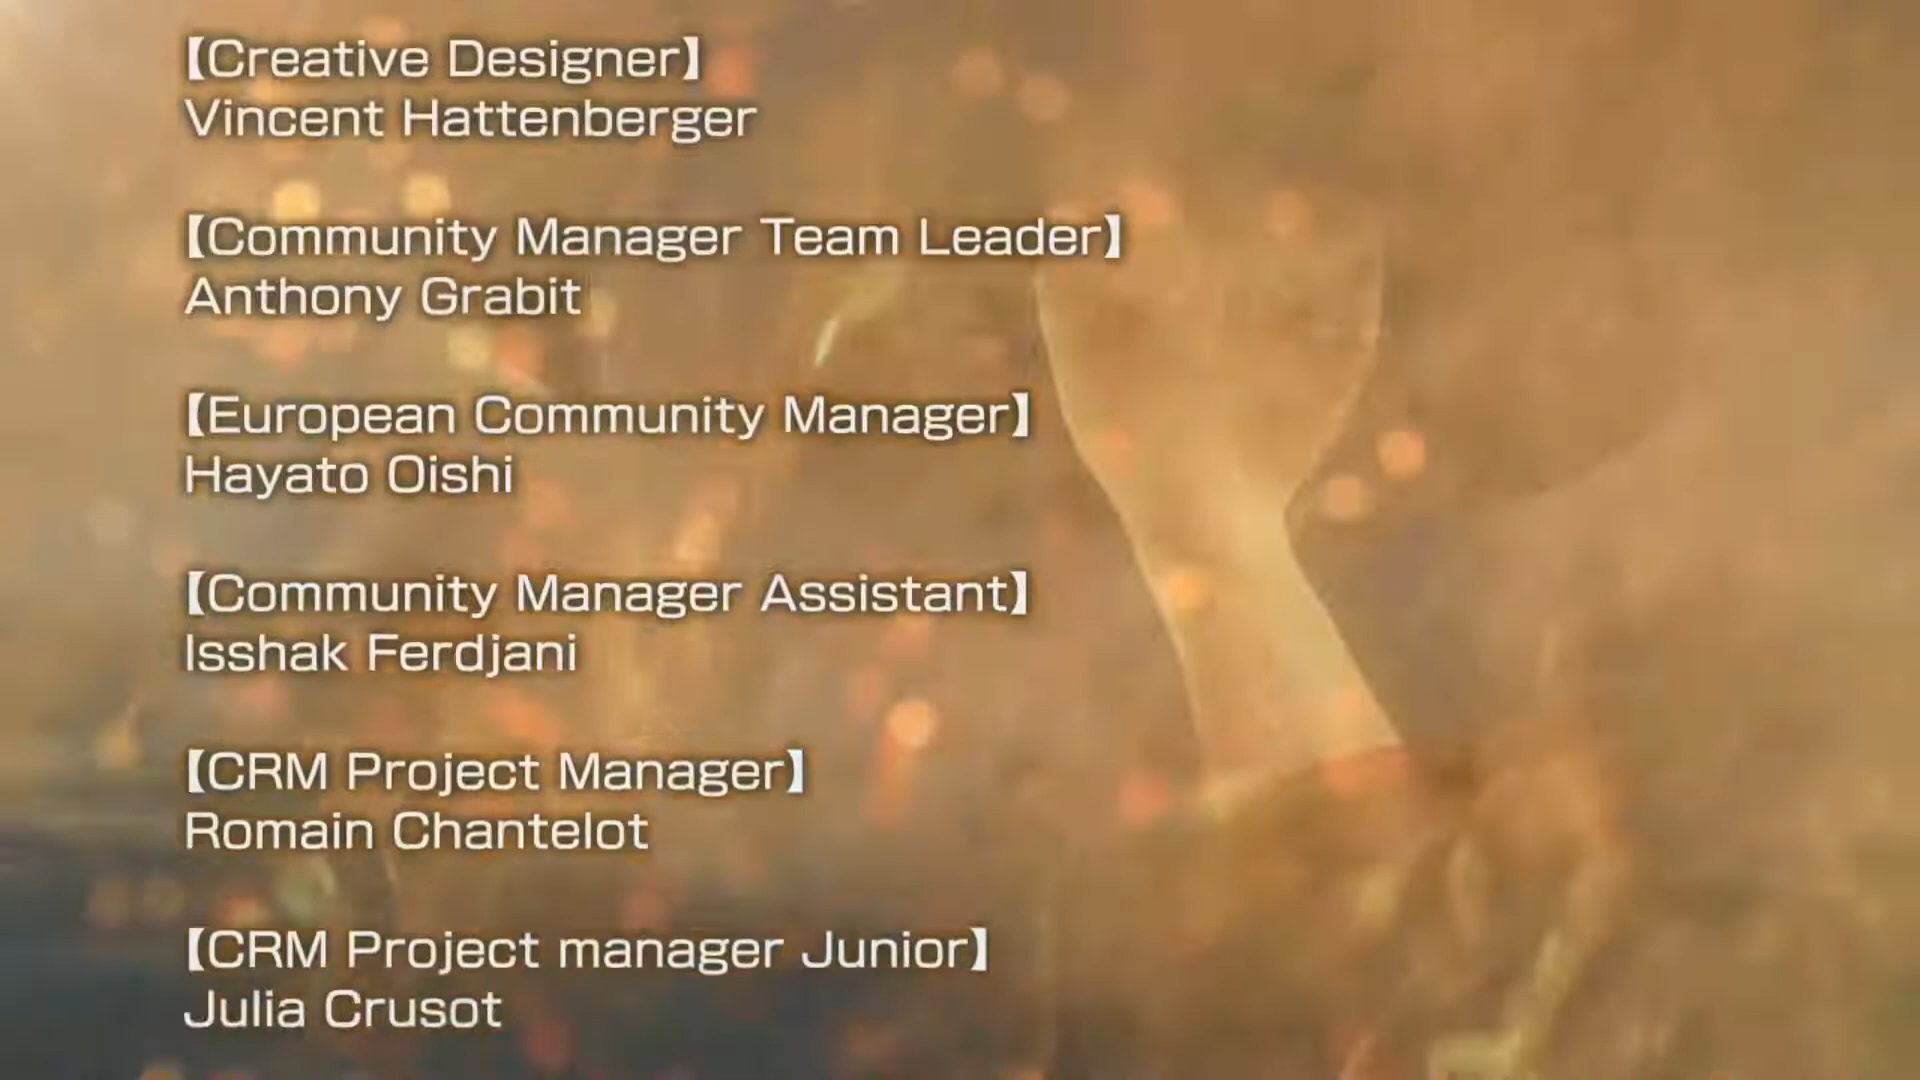 【Creative Designer】
Vincent Hattenberger
【Community Manager Team Leader】
Anthony Grabit
【European Community Manager】
Hayato Oishi
【Community Manager Assistant】
Isshak Ferdjani
【CRM Project Manager】
Romain Chantelot
【CRM Project manager Junior】
Julia Crusot